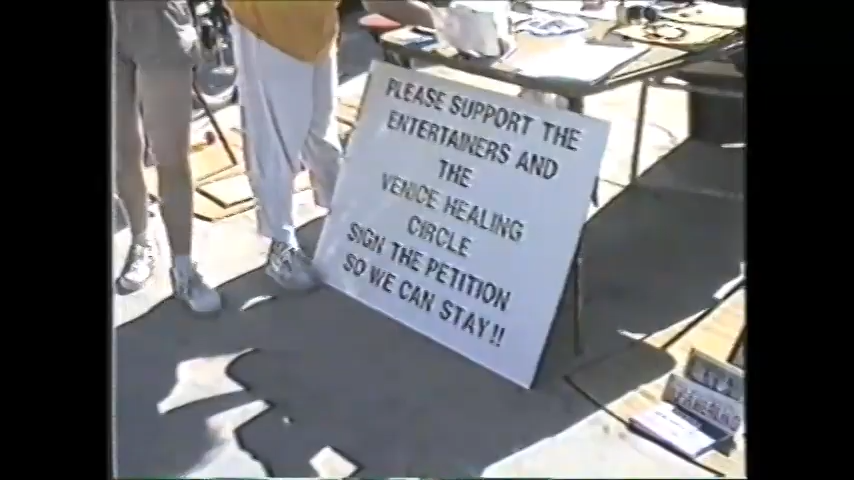 PLEASE SUPPORT THE
ENTERTAINERS AND
THE
VENICE HEALING
CIRCLE
SIGN THE PETITION
SO WE CAN STAY!!